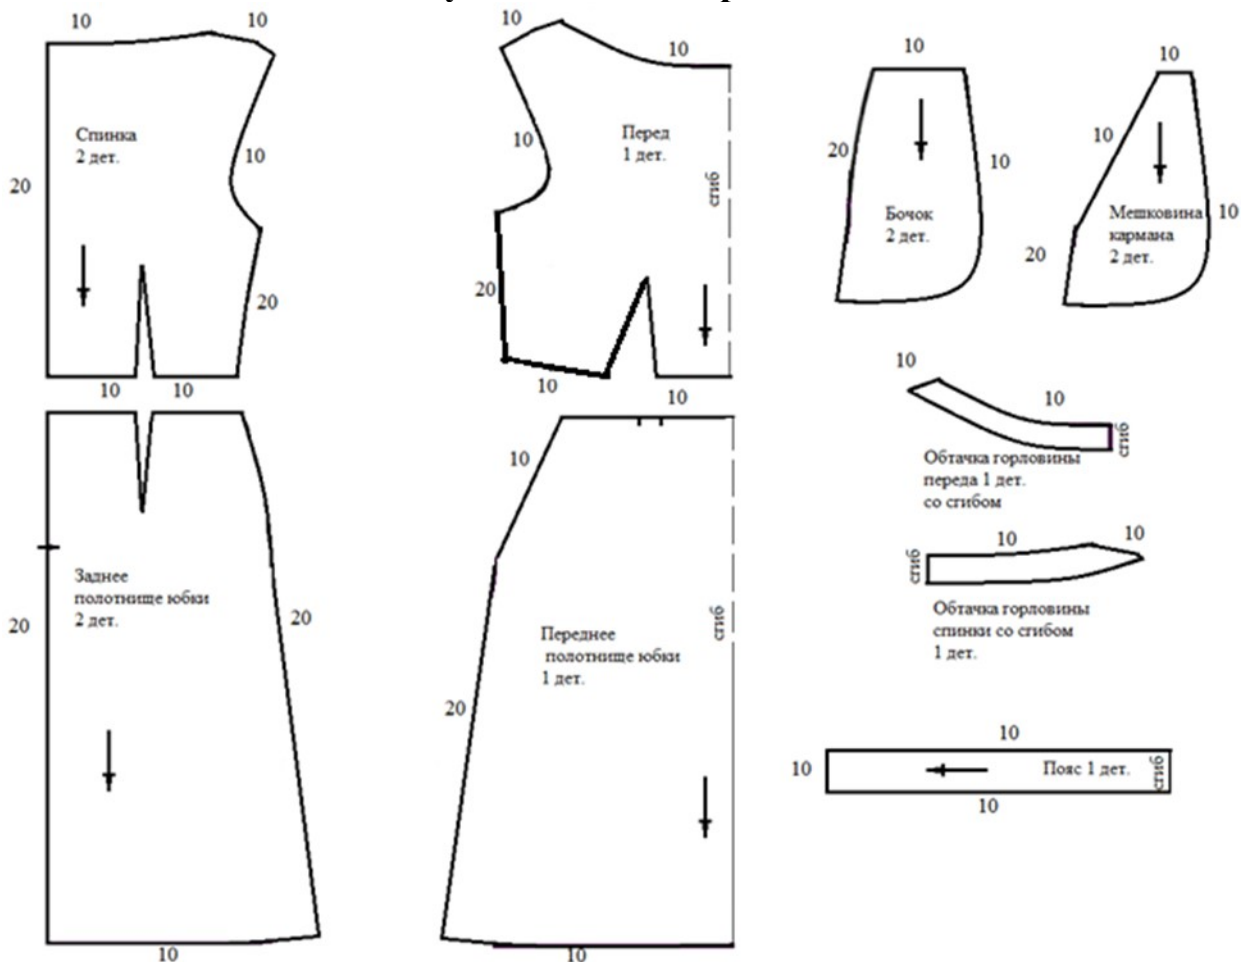 10
10
Спинка
2 дет.
20
10
20
10
10
10
10
10
Перед
1 дет.
сгиб
20
10
10
10
20
10
Бочок
2 дет.
10
10
10
Мешковина
кармана
2 дет.
20
10
10
10
сгиб
Обтачка горловины
переда 1 дет.
со сгибом
20
Заднее
полотнище юбки
2 дет.
20
10
10
Переднее
полотнище юбки
1 дет.
сгиб
20
10
10
10
сгиб
Обтачка горловины
спинки со сгибом
1 дет.
10
10
Пояс 1 дет.
сгиб
10